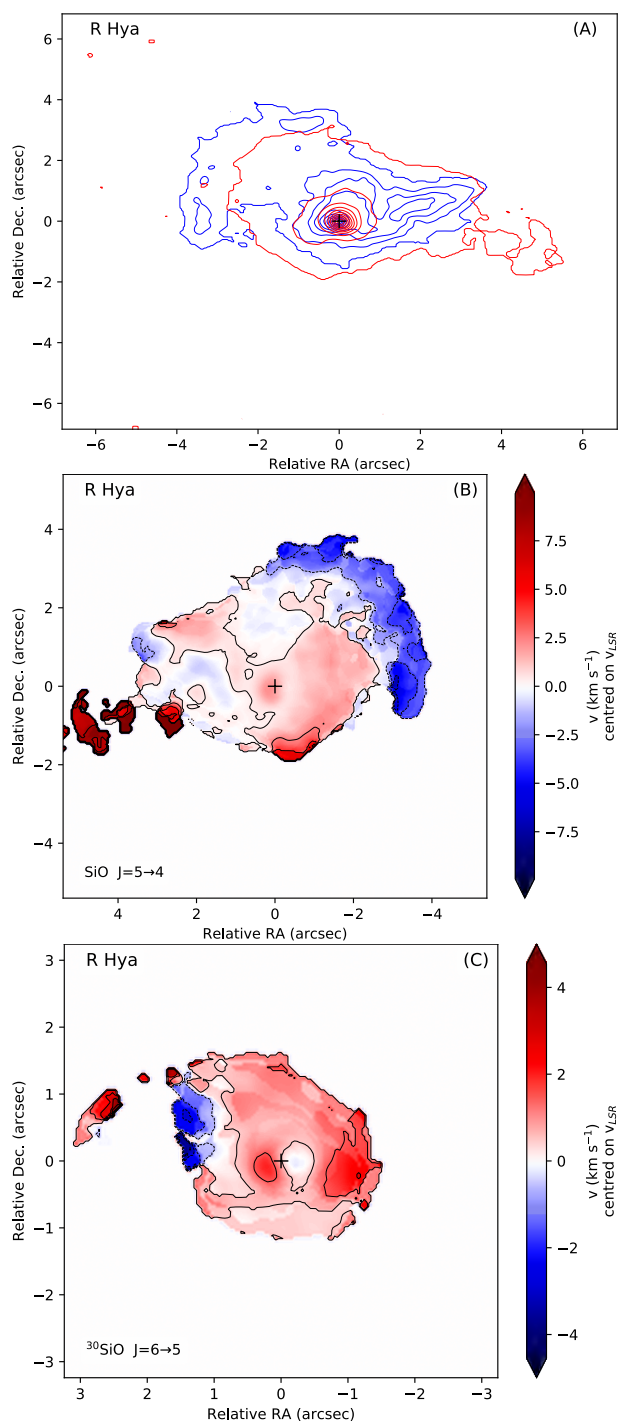 R Hya
(A)
6
4
2
0
−2
−4
−6
Relative Dec. (arcsec)
−6 −4 −2 0 2 4 6
Relative RA (arcsec)
R Hya
(B)
4
2
0
−2
−4
Relative Dec. (arcsec)
SiO J=5→4
4 2 0 −2 −4
Relative RA (arcsec)
7.5
5.0
2.5
0.0
−2.5
−5.0
−7.5
v (km s⁻¹)
centred on vLSR
R Hya
(C)
3
2
1
0
−1
−2
−3
Relative Dec. (arcsec)
³⁰SiO J=6→5
3 2 1 0 −1 −2 −3
Relative RA (arcsec)
4
2
0
−2
−4
v (km s⁻¹)
centred on vLSR